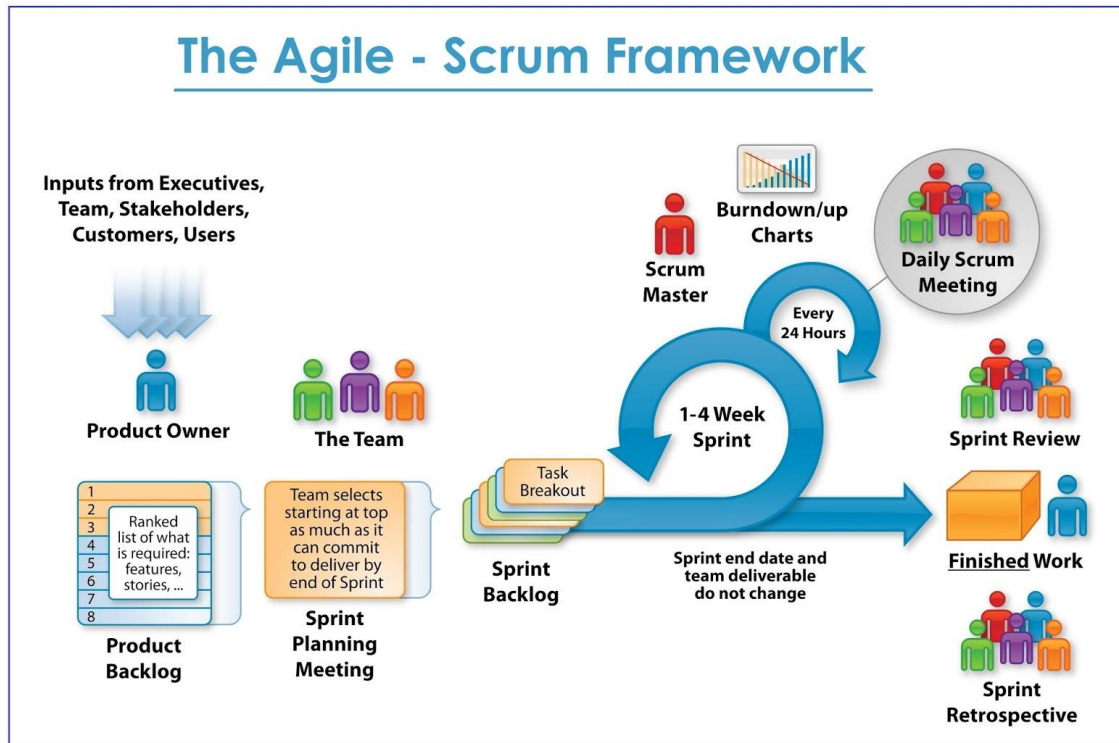 The Agile - Scrum Framework
Inputs from Executives,
Team, Stakeholders,
Customers, Users
Product Owner
The Team
1
2
3
4
5
6
7
8
Ranked
list of what
is required:
features,
stories, ...
Product
Backlog
Team selects
starting at top
as much as it
can commit
to deliver by
end of Sprint
Sprint
Planning
Meeting
Task
Breakout
Sprint
Backlog
Scrum
Master
Burndown/up
Charts
Daily Scrum
Meeting
Every
24 Hours
1-4 Week
Sprint
Sprint end date and
team deliverable
do not change
Sprint Review
Finished Work
Sprint
Retrospective